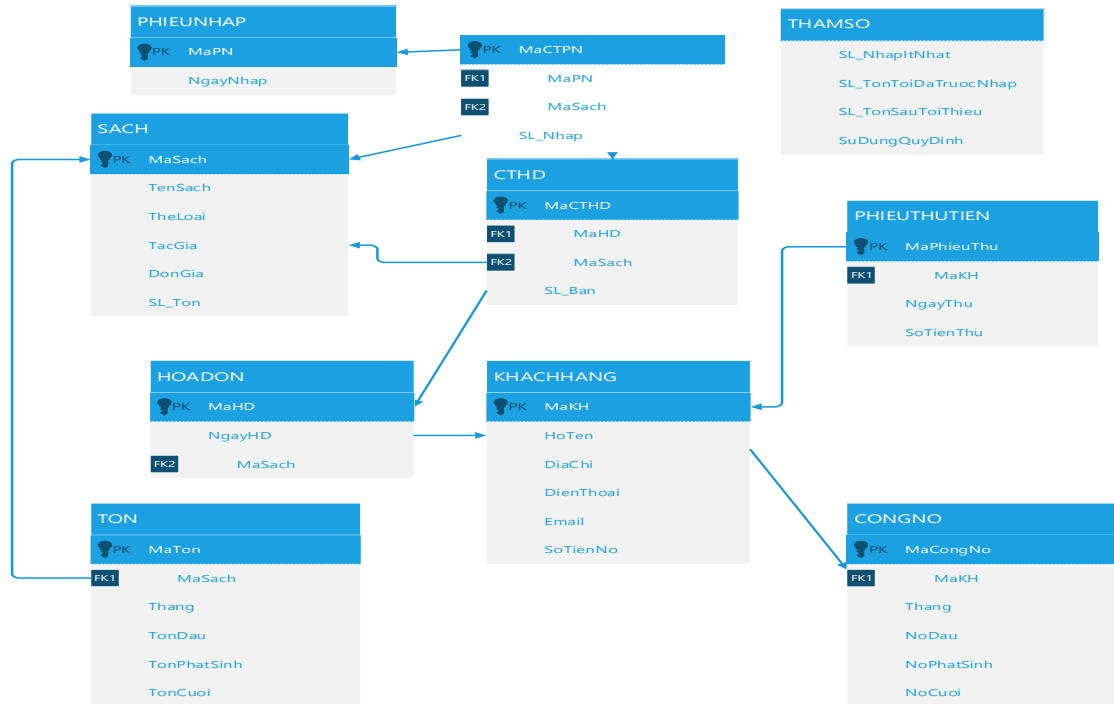 PHIEUNHAP
PK MaPN
NgayNhap
PK MaCTPN
FK1 MaPN
FK2 MaSach
SL_Nhap
THAMSO
SL_NhapItNhat
SL_TonToiDaTruocNhap
SL_TonSauToiThieu
SuDungQuyDinh
SACH
PK MaSach
TenSach
TheLoai
TacGia
DonGia
SL_Ton
CTHD
PK MaCTHD
FK1 MaHD
FK2 MaSach
SL_Ban
PHIEUTHUTIEN
PK MaPhieuThu
FK1 MaKH
NgayThu
SoTienThu
HOADON
PK MaHD
NgayHD
FK2 MaSach
KHACHHANG
PK MaKH
HoTen
DiaChi
DienThoai
Email
SoTienNo
TON
PK MaTon
FK1 MaSach
Thang
TonDau
TonPhatSinh
TonCuoi
CONGNO
PK MaCongNo
FK1 MaKH
Thang
NoDau
NoPhatSinh
NoCuoi